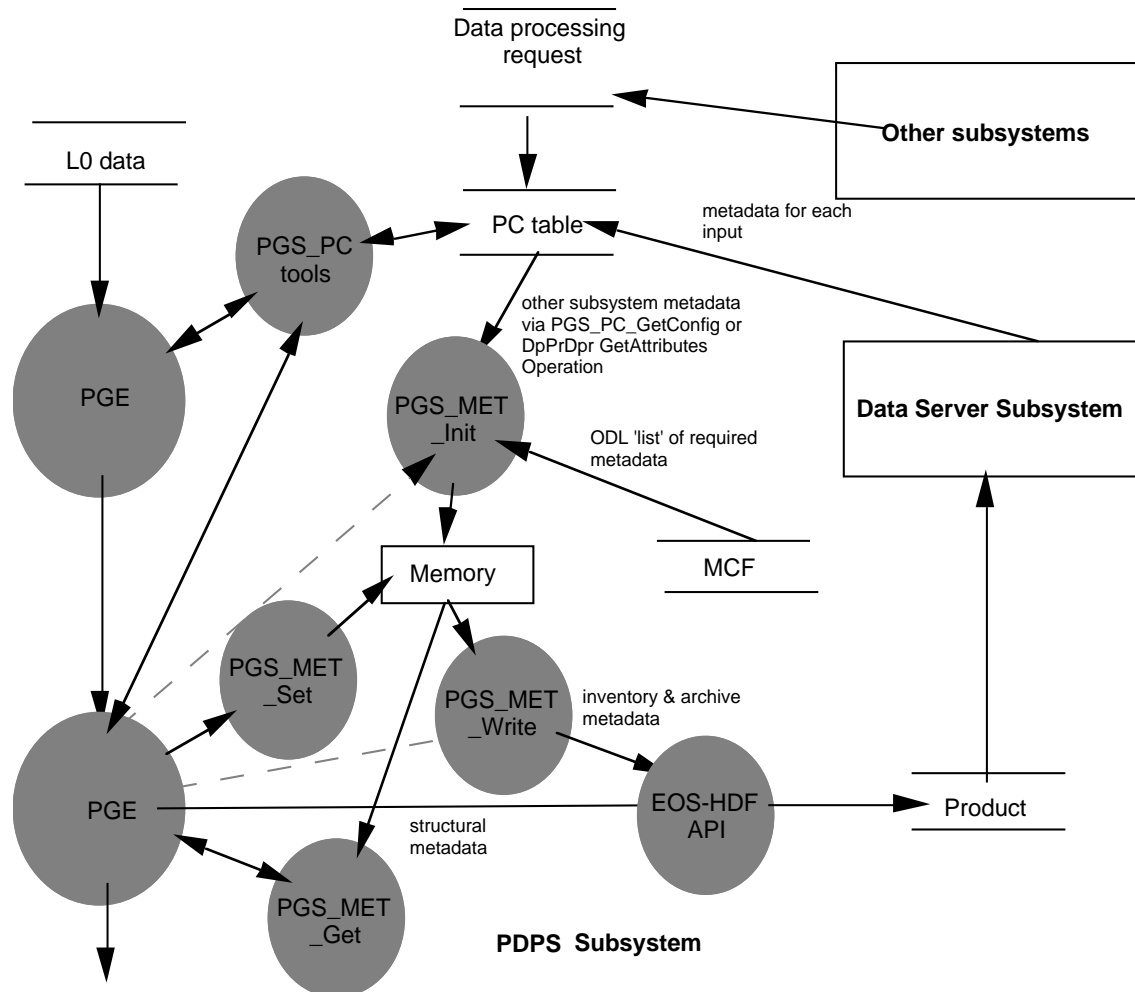 Data processing
request
Other subsystems
L0 data
metadata for each
input
PC table
PGS_PC
tools
other subsystem metadata
via PGS_PC_GetConfig or
DpPrDpr GetAttributes
Operation
PGE
PGS_MET
_Init
Data Server Subsystem
ODL 'list' of required
metadata
MCF
Memory
PGS_MET
_Set
PGS_MET
_Write
inventory & archive
metadata
PGE
EOS-HDF
API
Product
structural
metadata
PGS_MET
_Get
PDPS Subsystem